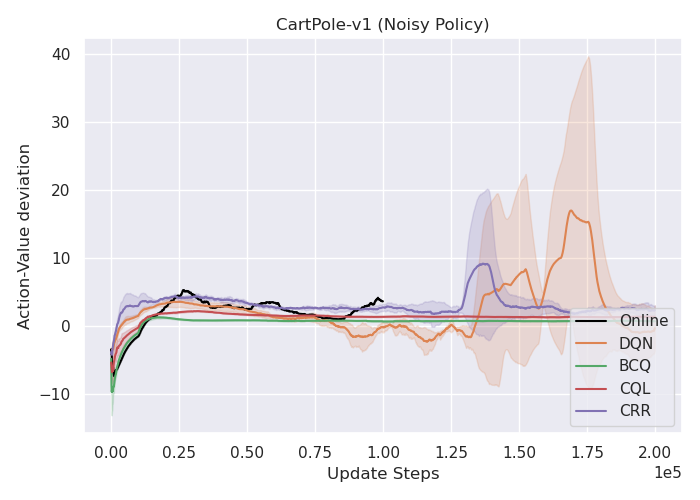 CartPole-v1 (Noisy Policy)
Action-Value deviation
40
30
20
10
0
−10
Online
DQN
BCQ
CQL
CRR
0.00 0.25 0.50 0.75 1.00 1.25 1.50 1.75 2.00
1e5
Update Steps